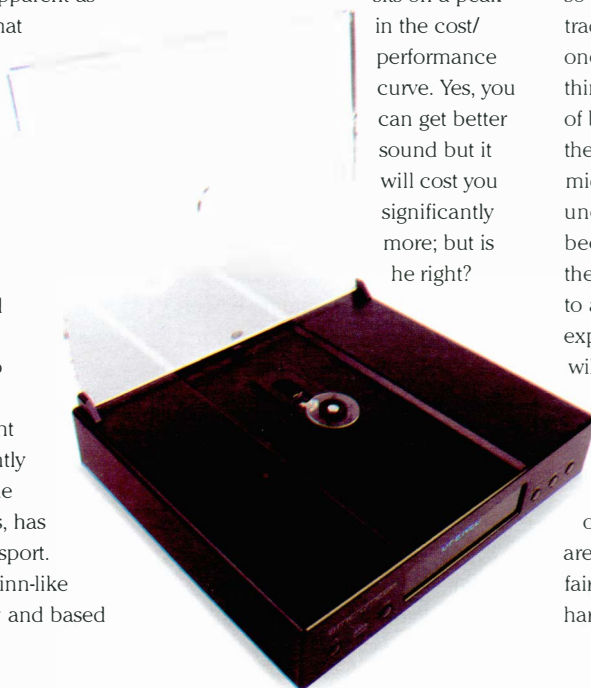 pparent as
hat
l
o
nt
ntly
e
s, has
sport.
inn-like
and based
sits on a peak
in the cost/
performance
curve. Yes, you
can get better
sound but it
will cost you
significantly
more; but is
he right?
so
trac
onc
thin
of b
the
mic
unc
bec
the
to a
exp
wil
o
are
fair
har